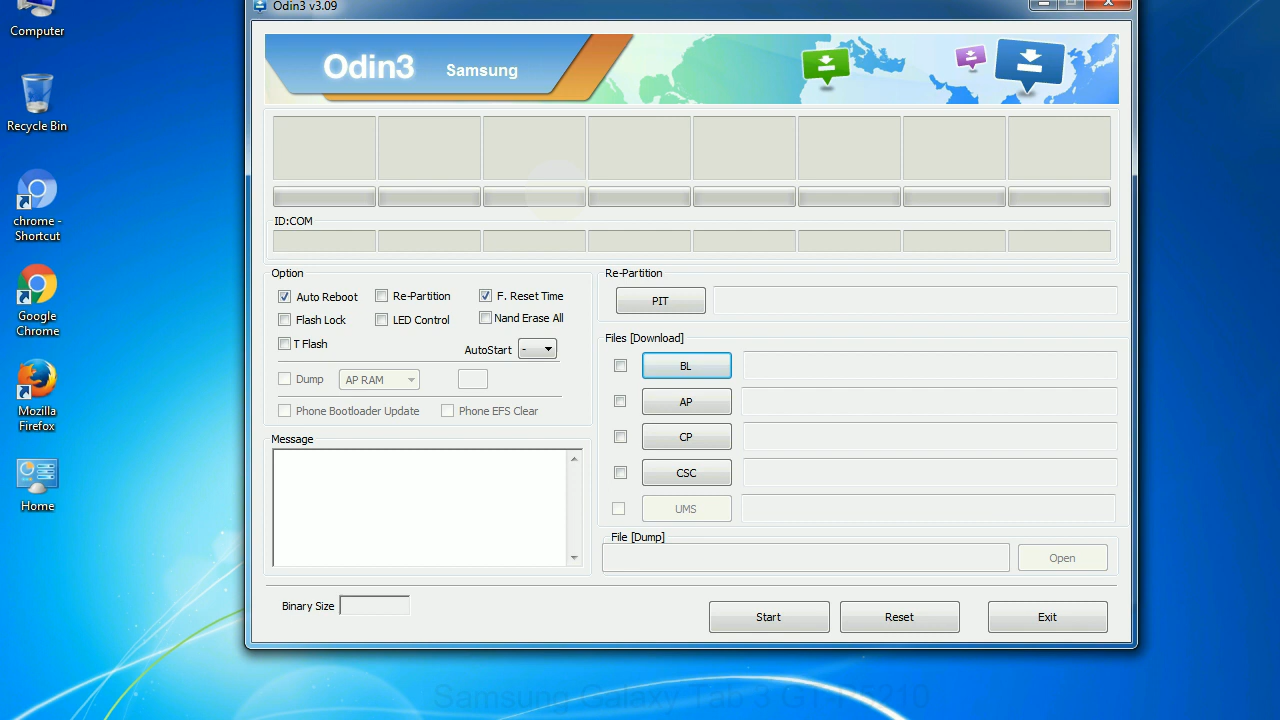 Computer
Recycle Bin
chrome -
Shortcut
Google
Chrome
Mozilla
Firefox
Home
Odin3 v3.09
Odin3 Samsung
ID:COM
Option
Auto Reboot
Re-Partition
F. Reset Time
Flash Lock
LED Control
Nand Erase All
T Flash
AutoStart -
Dump
AP RAM
Phone Bootloader Update
Phone EFS Clear
Message
Re-Partition
PIT
Files [Download]
BL
AP
CP
CSC
UMS
File [Dump]
Open
Binary Size
Start
Reset
Exit
Samsung Galaxy Tab 3